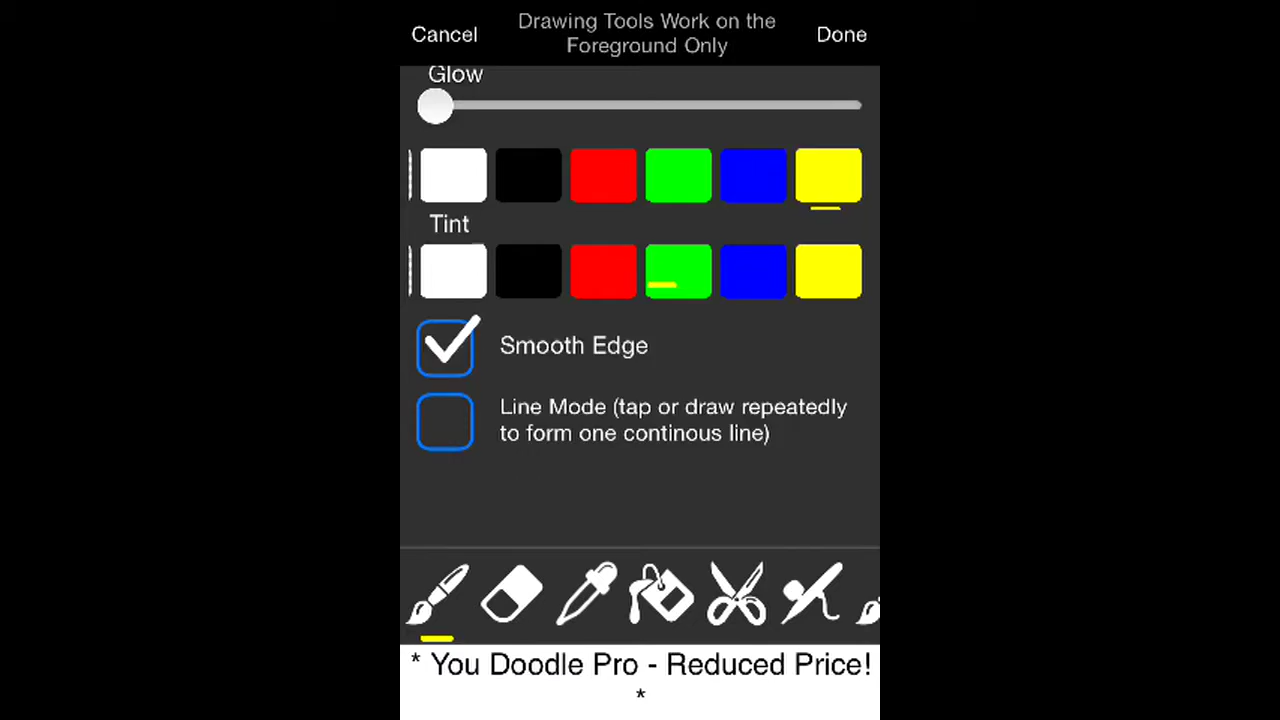 Cancel
Drawing Tools Work on the
Foreground Only
Done
Glow
Tint
Smooth Edge
Line Mode (tap or draw repeatedly
to form one continous line)
* You Doodle Pro - Reduced Price!
*